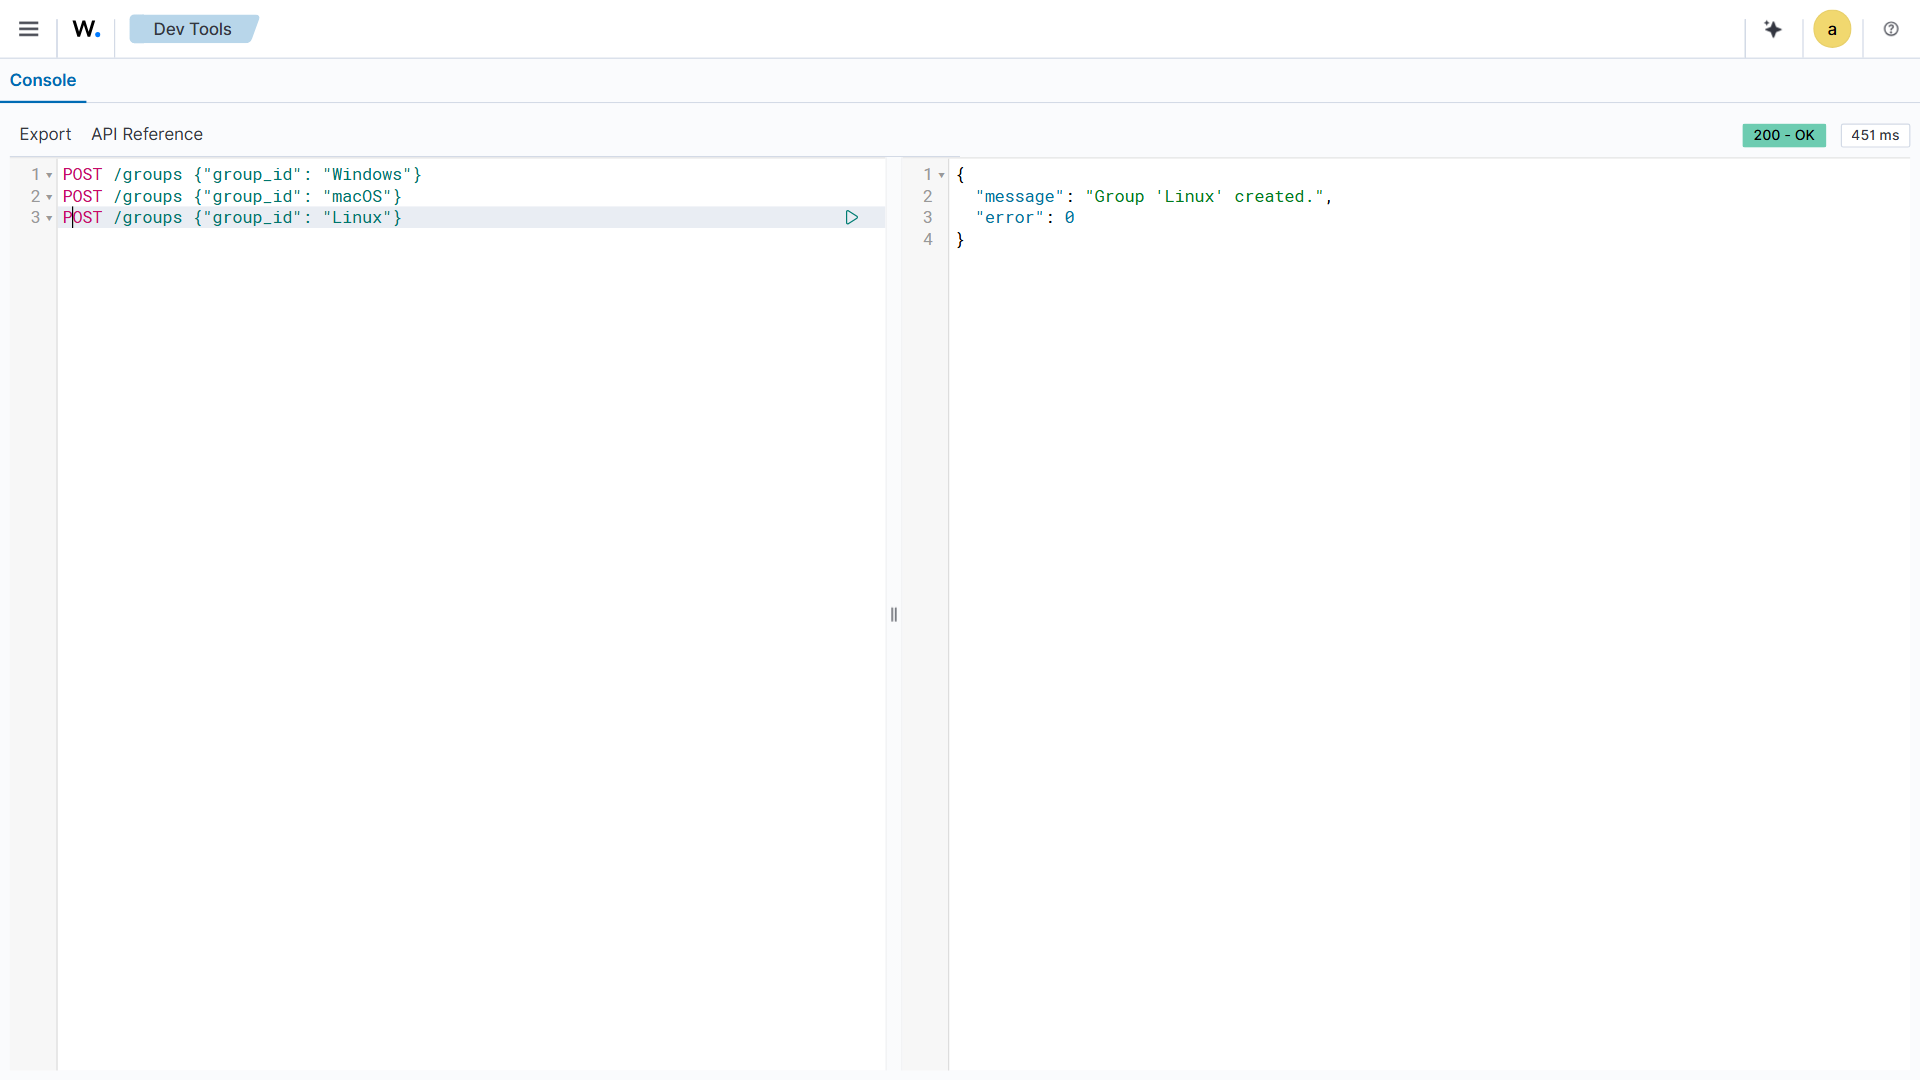 W.
Dev Tools
a
Console
Export
API Reference
200 - OK
451 ms
1 POST /groups {"group_id": "Windows"}
2 POST /groups {"group_id": "macOS"}
3 POST /groups {"group_id": "Linux"}
1 {
2 "message": "Group 'Linux' created.",
3 "error": 0
4 }